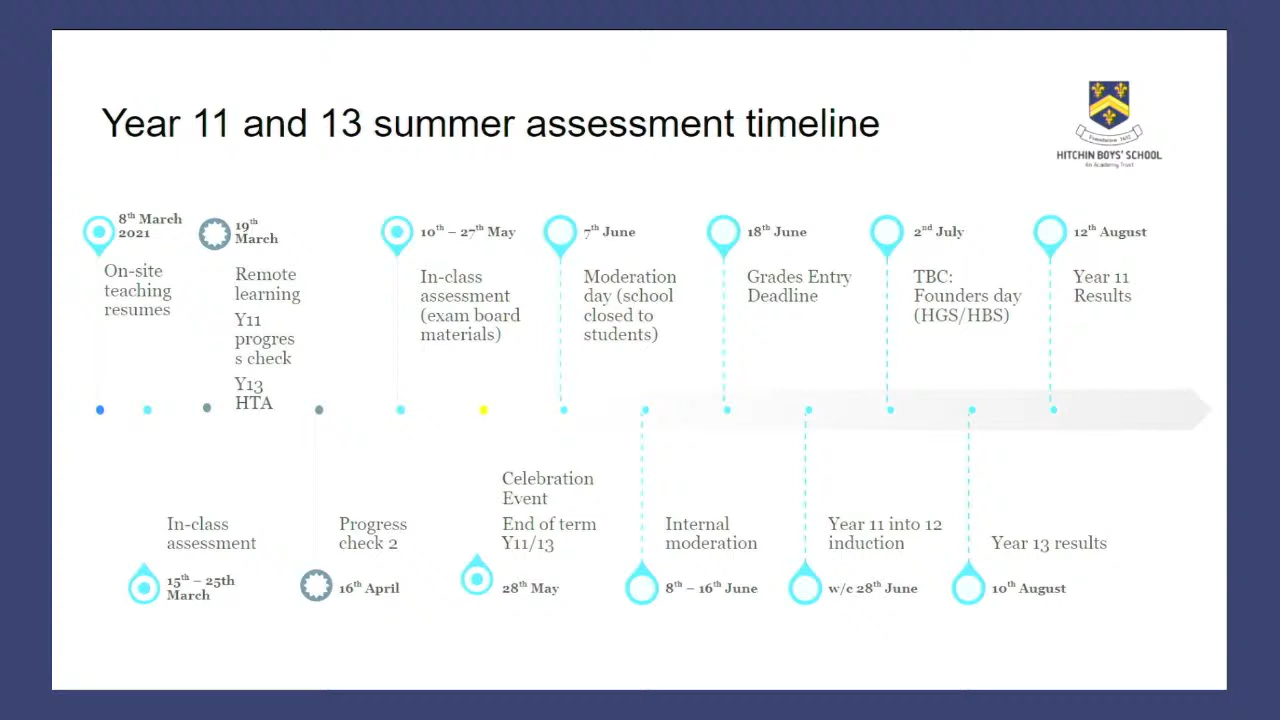 Year 11 and 13 summer assessment timeline
HITCHIN BOYS' SCHOOL
An Academy Trust
8th March
2021
On-site
teaching
resumes
19th
March
Remote
learning
Y11
progres
s check
Y13
HTA
10th – 27th May
In-class
assessment
(exam board
materials)
7th June
Moderation
day (school
closed to
students)
18th June
Grades Entry
Deadline
2nd July
TBC:
Founders day
(HGS/HBS)
12th August
Year 11
Results
In-class
assessment
15th – 25th
March
Progress
check 2
16th April
Celebration
Event
End of term
Y11/13
28th May
Internal
moderation
8th – 16th June
Year 11 into 12
induction
w/c 28th June
Year 13 results
10th August